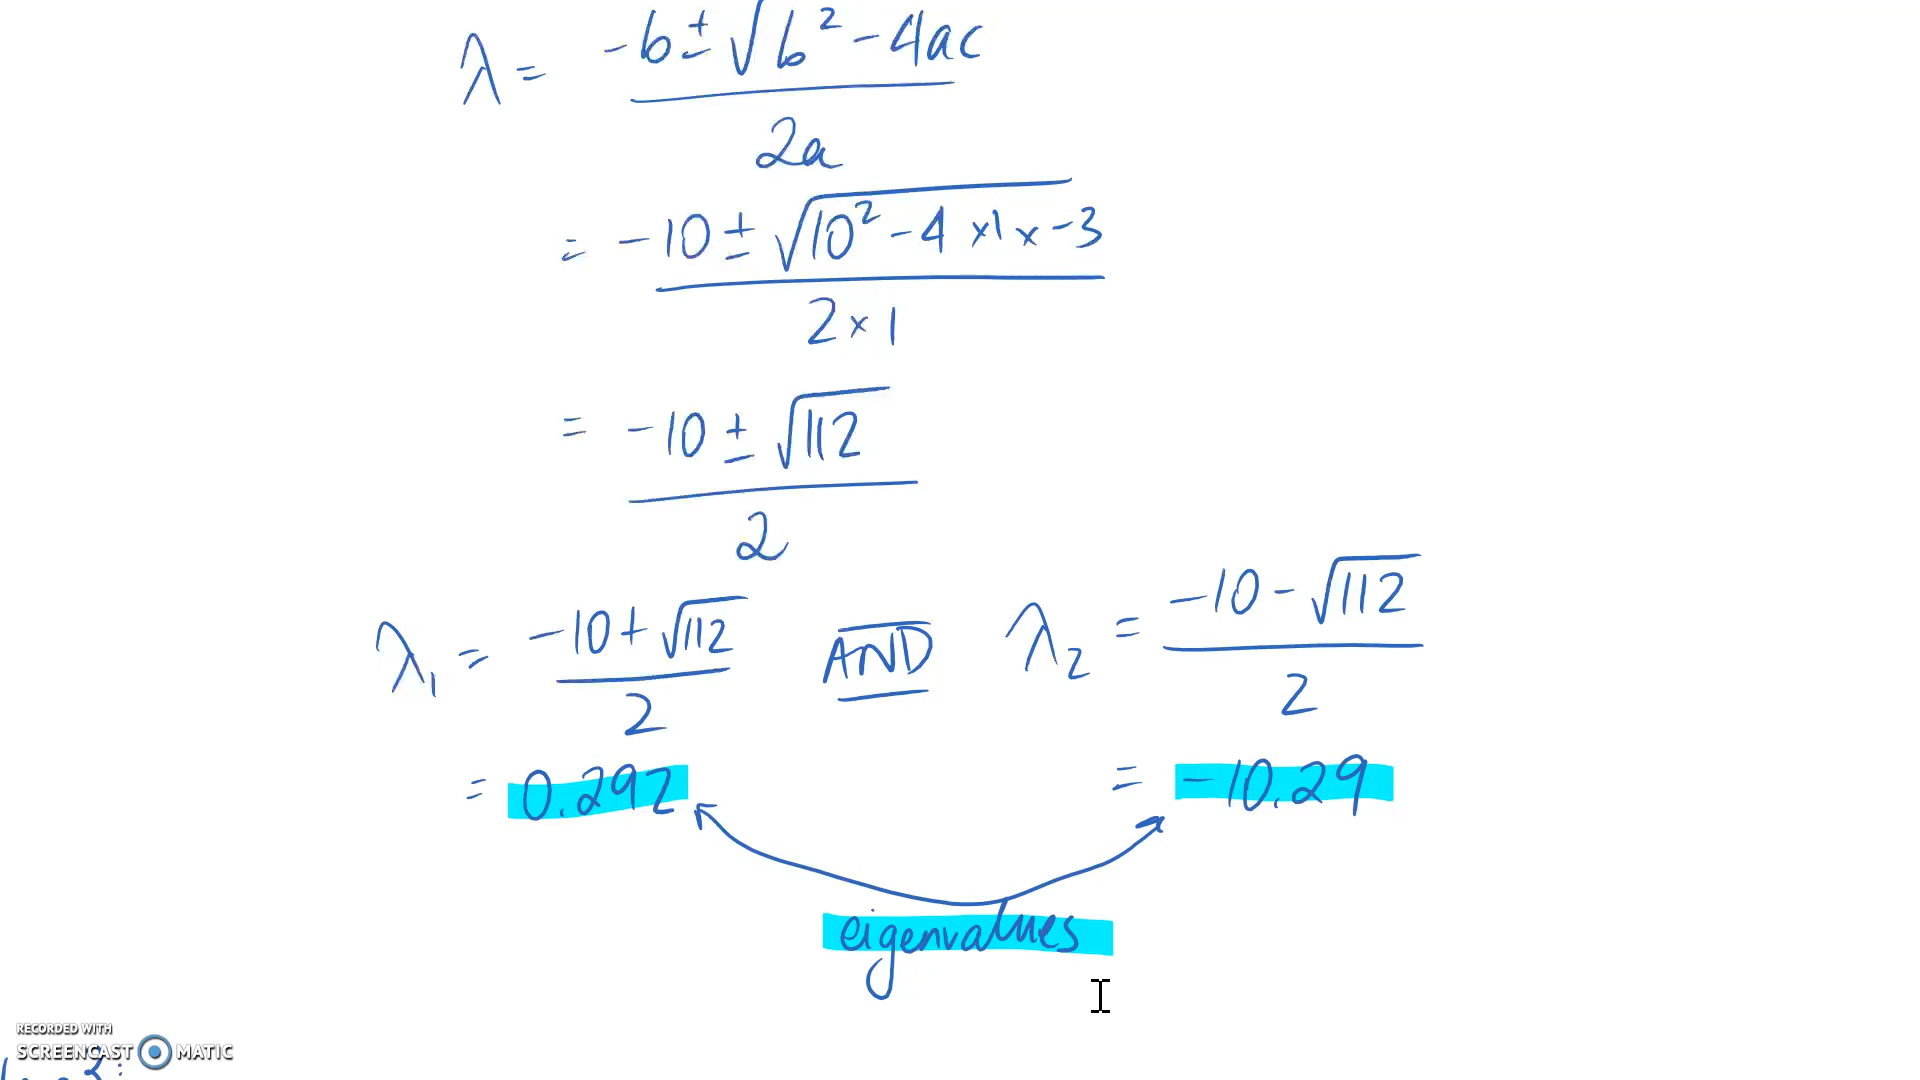 λ = -b ± √b² - 4ac
2a
= -10 ± √10² - 4 × 1 × -3
2 × 1
= -10 ± √112
2
λ₁ = -10 + √112 AND λ₂ = -10 - √112
2 2
= 0.292 = -10.29
eigenvalues
RECORDED WITH
SCREENCAST MATIC